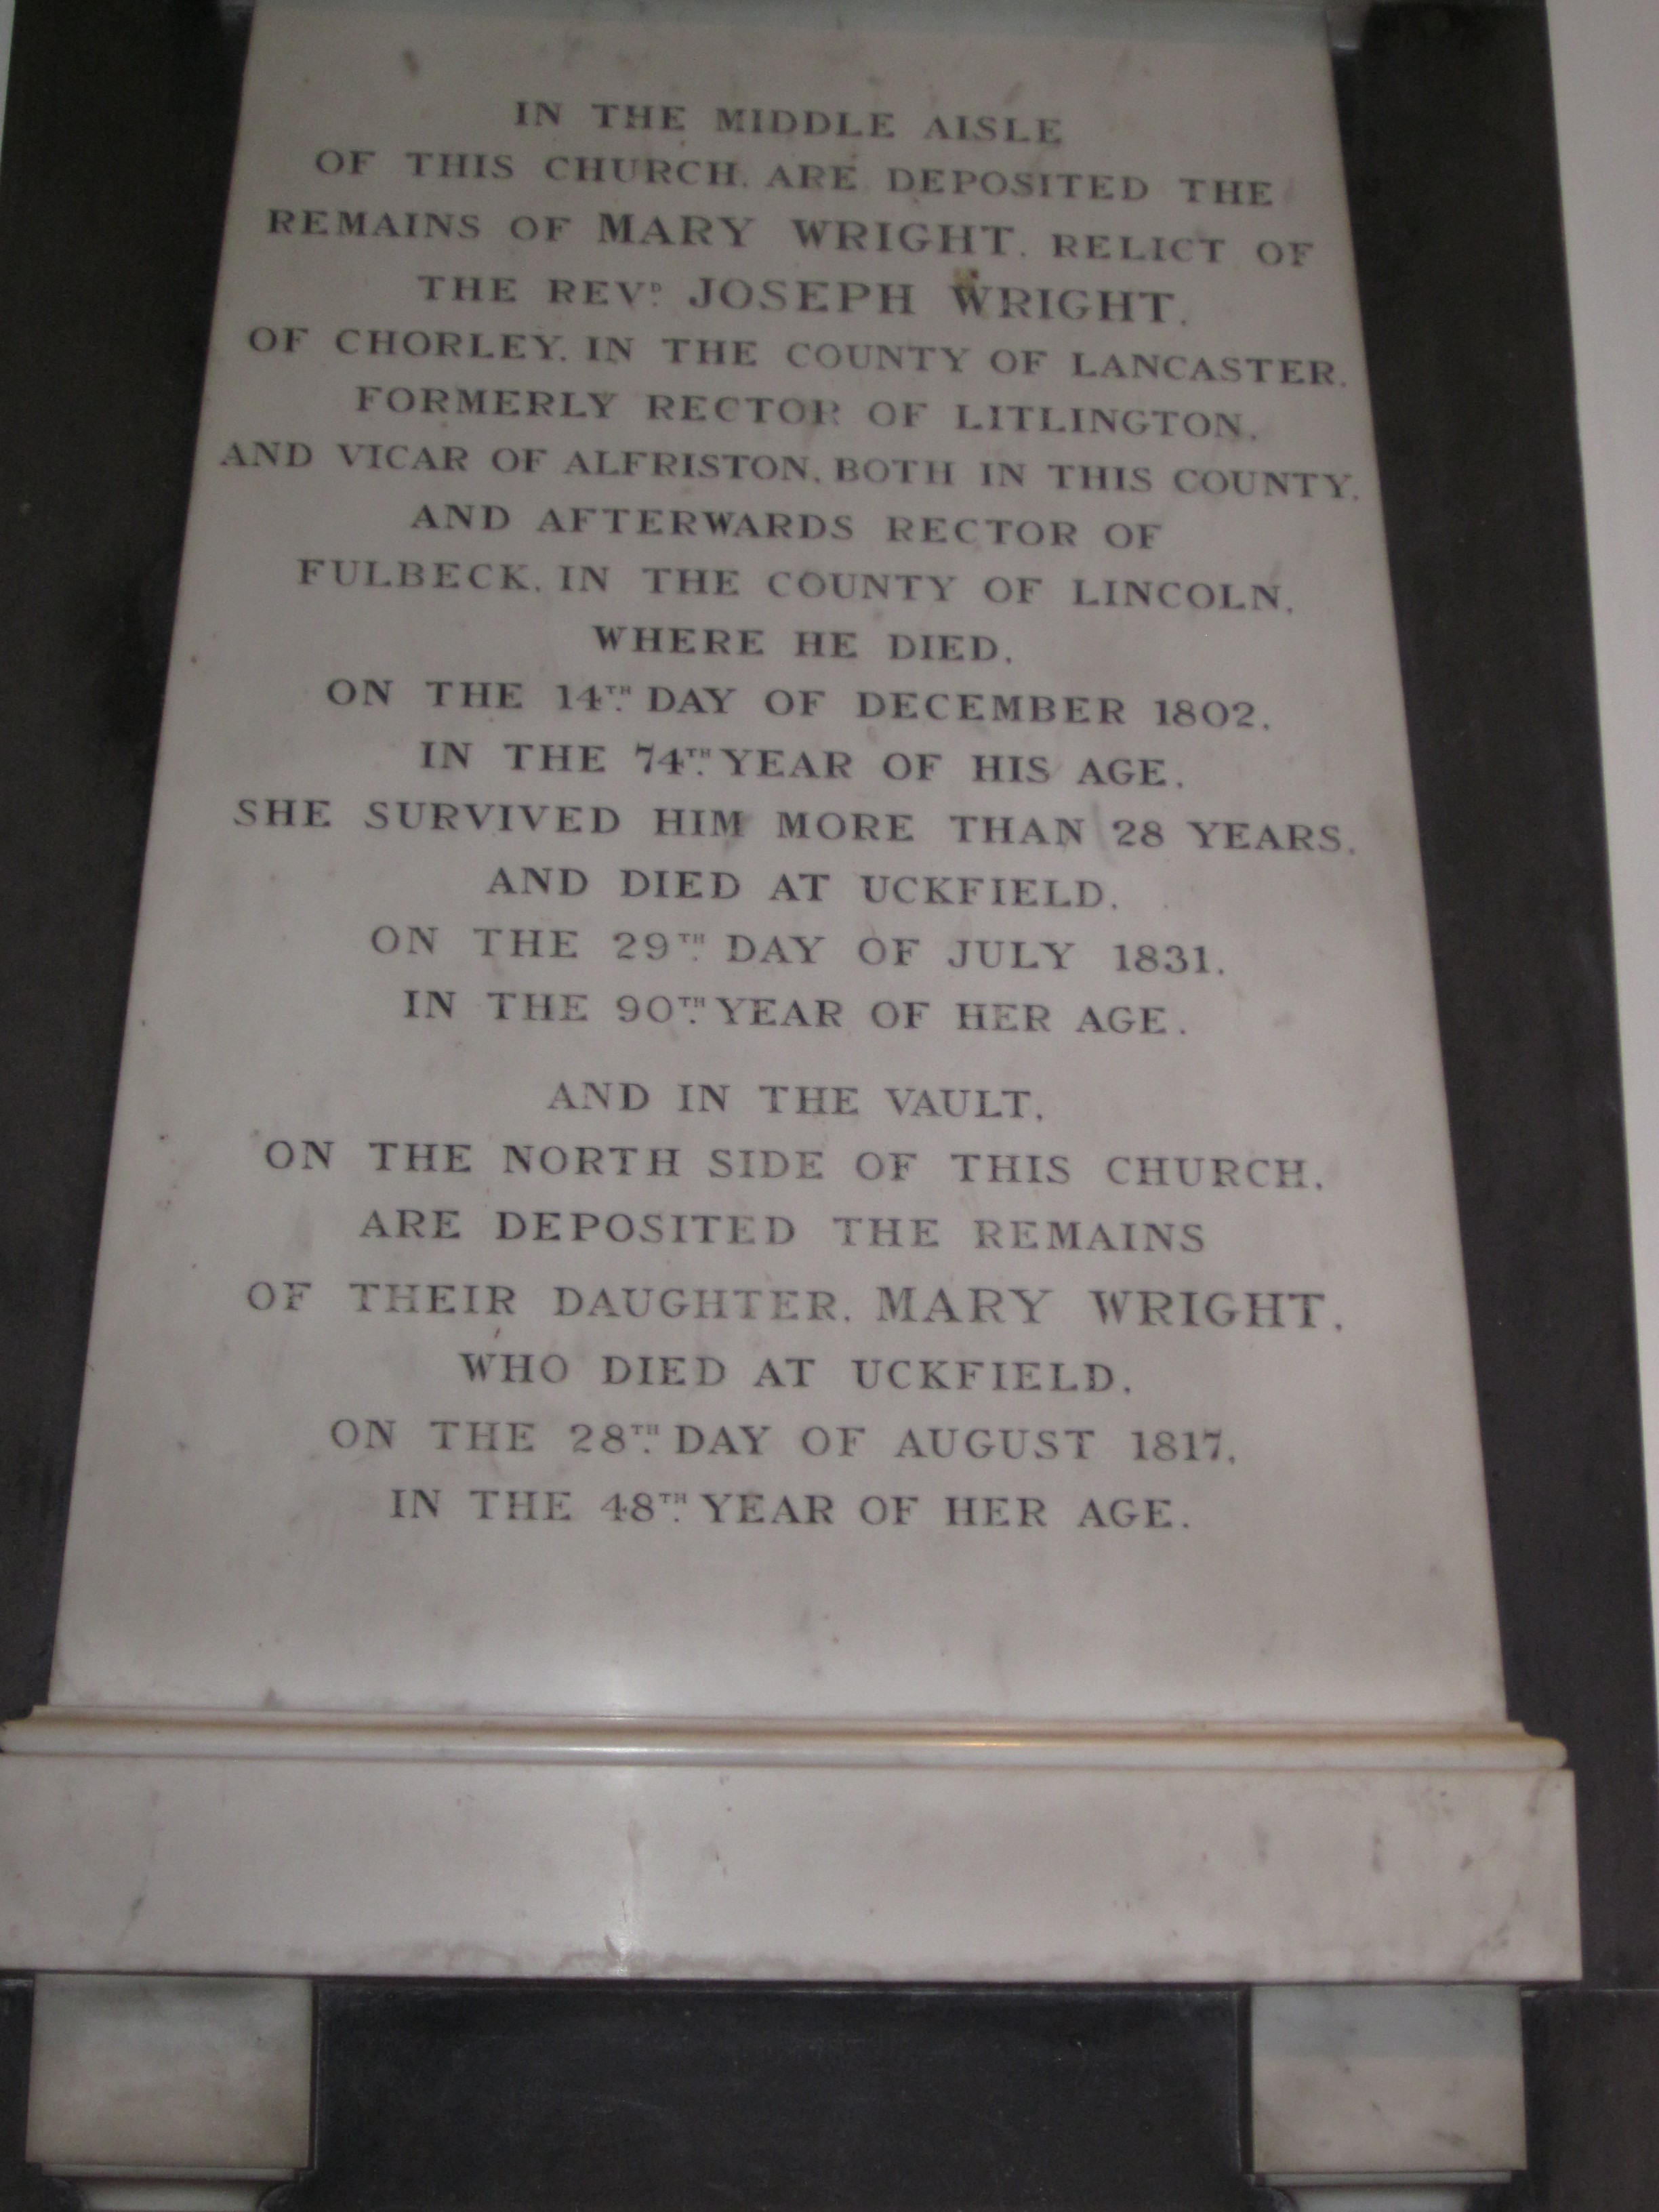 IN THE MIDDLE AISLE
OF THIS CHURCH, ARE DEPOSITED THE
REMAINS OF MARY WRIGHT, RELICT OF
THE REVD. JOSEPH WRIGHT,
OF CHORLEY, IN THE COUNTY OF LANCASTER,
FORMERLY RECTOR OF LITLINGTON,
AND VICAR OF ALFRISTON, BOTH IN THIS COUNTY,
AND AFTERWARDS RECTOR OF
FULBECK, IN THE COUNTY OF LINCOLN,
WHERE HE DIED,
ON THE 14TH. DAY OF DECEMBER 1802,
IN THE 74TH. YEAR OF HIS AGE.
SHE SURVIVED HIM MORE THAN 28 YEARS,
AND DIED AT UCKFIELD,
ON THE 29TH. DAY OF JULY 1831,
IN THE 90TH. YEAR OF HER AGE.
AND IN THE VAULT,
ON THE NORTH SIDE OF THIS CHURCH,
ARE DEPOSITED THE REMAINS
OF THEIR DAUGHTER, MARY WRIGHT,
WHO DIED AT UCKFIELD,
ON THE 28TH. DAY OF AUGUST 1817,
IN THE 48TH. YEAR OF HER AGE.